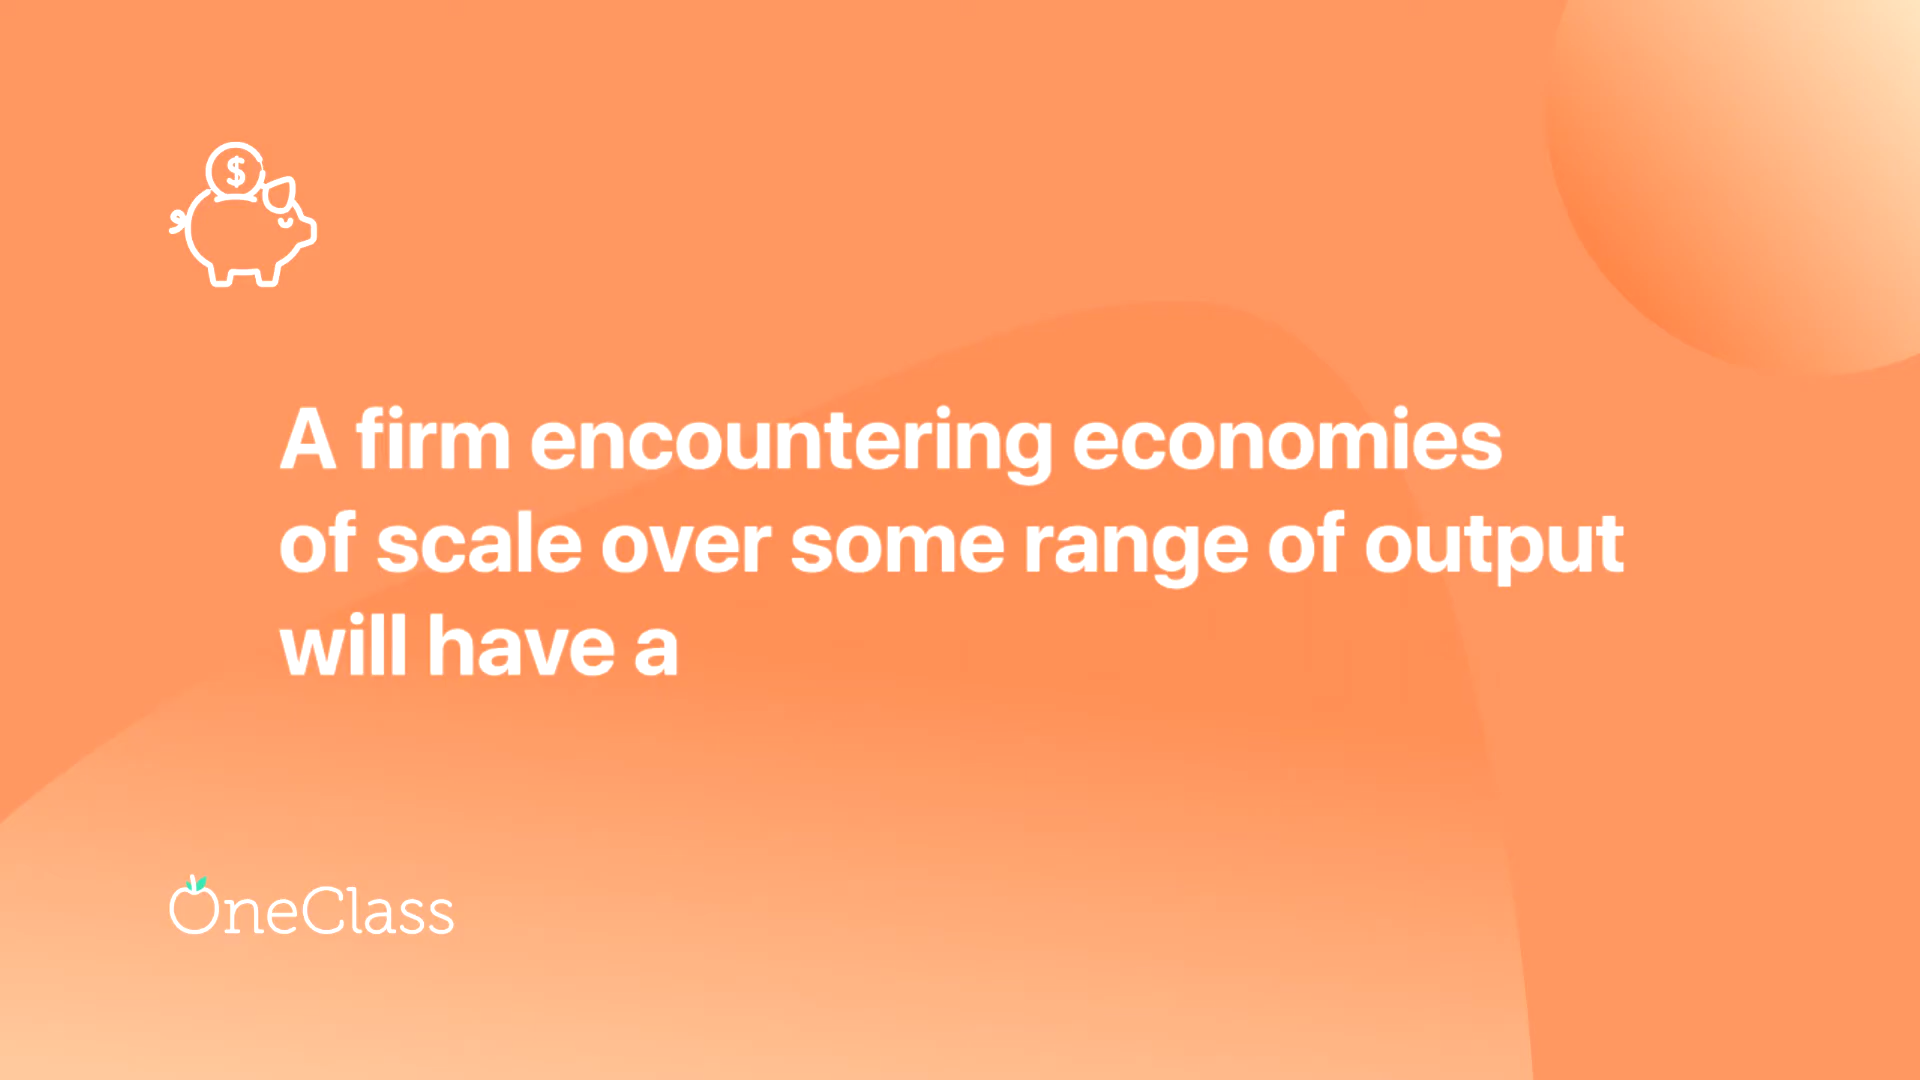 $
A firm encountering economies
of scale over some range of output
will have a
OneClass